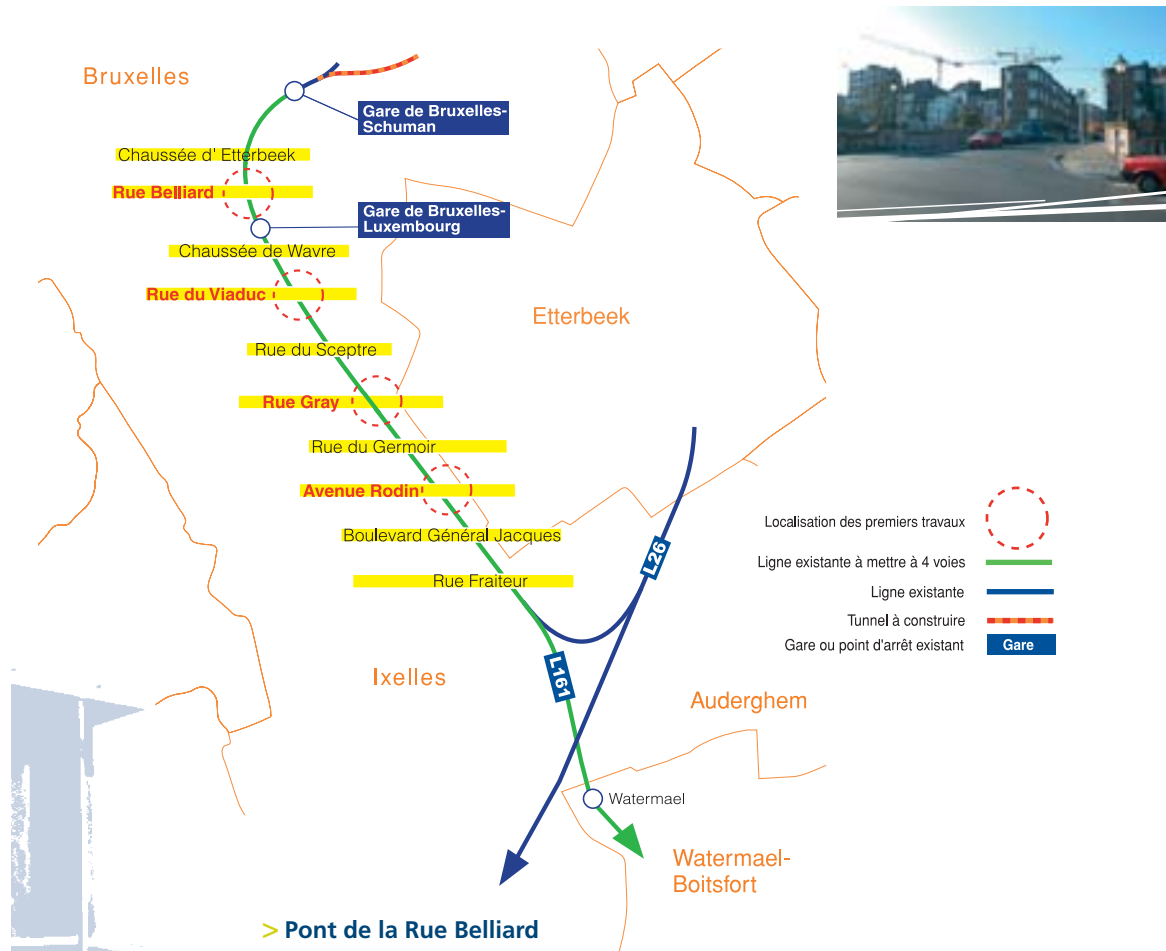 Bruxelles
Gare de Bruxelles-
Schuman
Chaussée d' Etterbeek
Rue Belliard
Gare de Bruxelles-
Luxembourg
Chaussée de Wavre
Rue du Viaduc
Etterbeek
Rue du Sceptre
Rue Gray
Rue du Germoir
Avenue Rodin
Boulevard Général Jacques
Rue Fraiteur
L26
L161
Ixelles
Auderghem
Watermael
Watermael-
Boitsfort
Localisation des premiers travaux
Ligne existante à mettre à 4 voies
Ligne existante
Tunnel à construire
Gare ou point d'arrêt existant
Gare
> Pont de la Rue Belliard